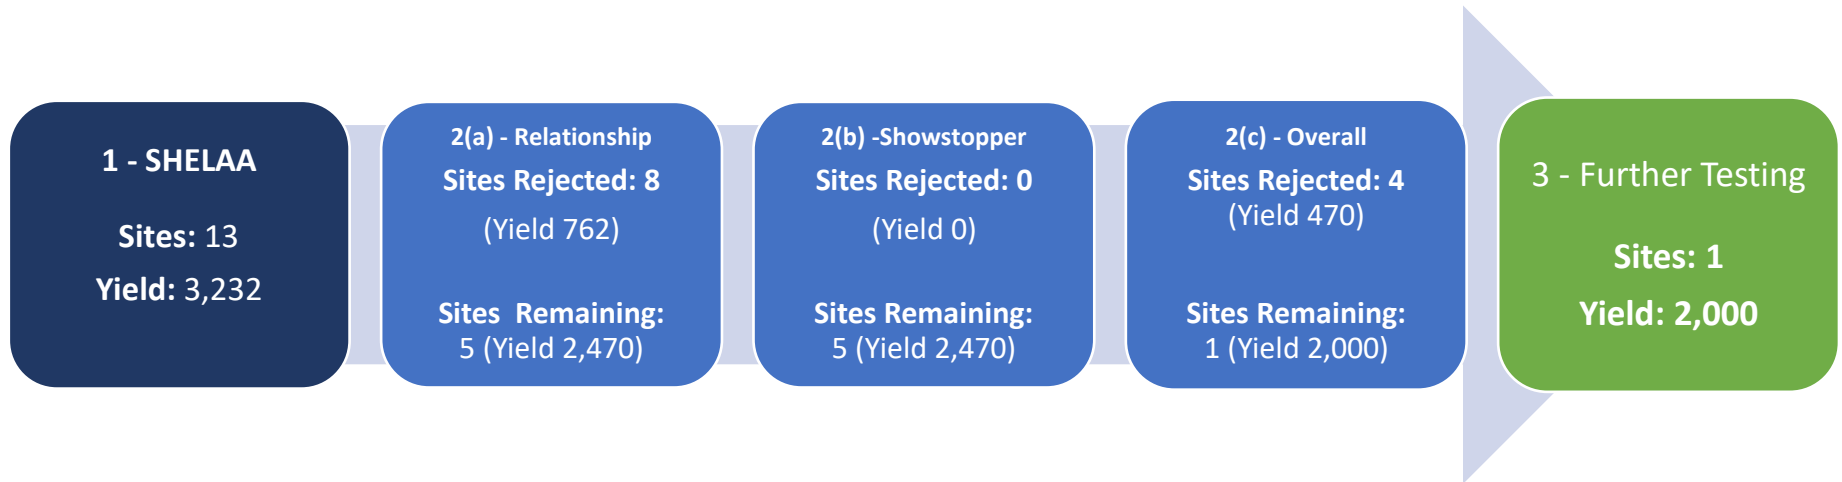 1 - SHELAA
Sites: 13
Yield: 3,232
2(a) - Relationship
Sites Rejected: 8
(Yield 762)
Sites Remaining:
5 (Yield 2,470)
2(b) -Showstopper
Sites Rejected: 0
(Yield 0)
Sites Remaining:
5 (Yield 2,470)
2(c) - Overall
Sites Rejected: 4
(Yield 470)
Sites Remaining:
1 (Yield 2,000)
3 - Further Testing
Sites: 1
Yield: 2,000